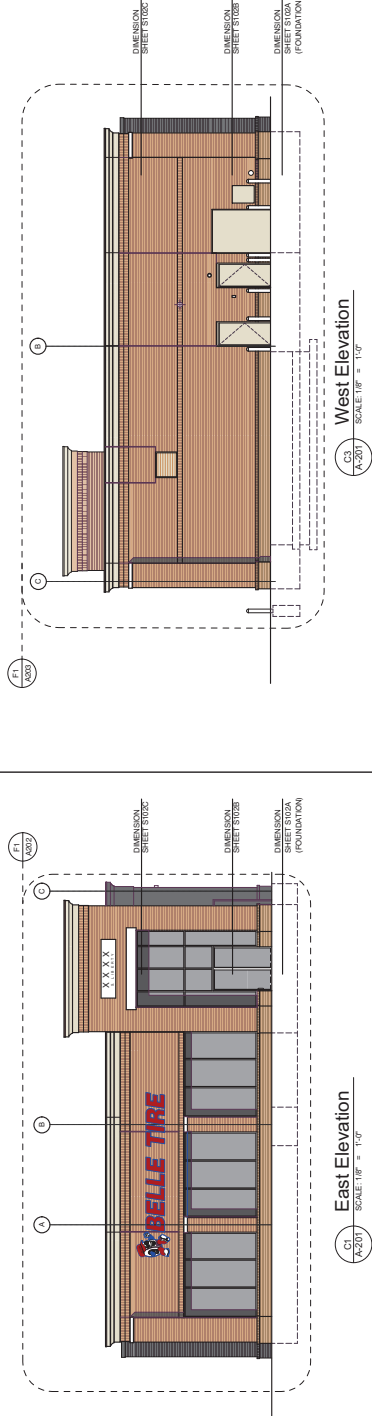 F1
A203
C
B
DIMENSION
SHEET S102C
DIMENSION
SHEET S102B
DIMENSION
SHEET S102A
(FOUNDATION
C3
A-201
West Elevation
SCALE: 1/8" = 1'-0"
F1
A202
A
B
C
BELLE TIRE
XXXX
DIMENSION
SHEET S102C
DIMENSION
SHEET S102B
DIMENSION
SHEET S102A
(FOUNDATION)
C1
A-201
East Elevation
SCALE: 1/8" = 1'-0"